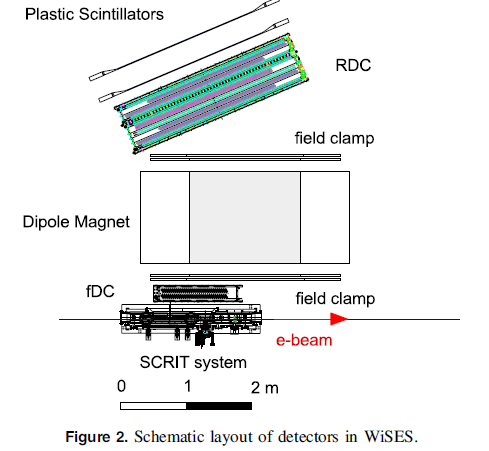 Plastic Scintillators
RDC
field clamp
Dipole Magnet
fDC
field clamp
e-beam
SCRIT system
0 1 2 m
Figure 2. Schematic layout of detectors in WiSES.